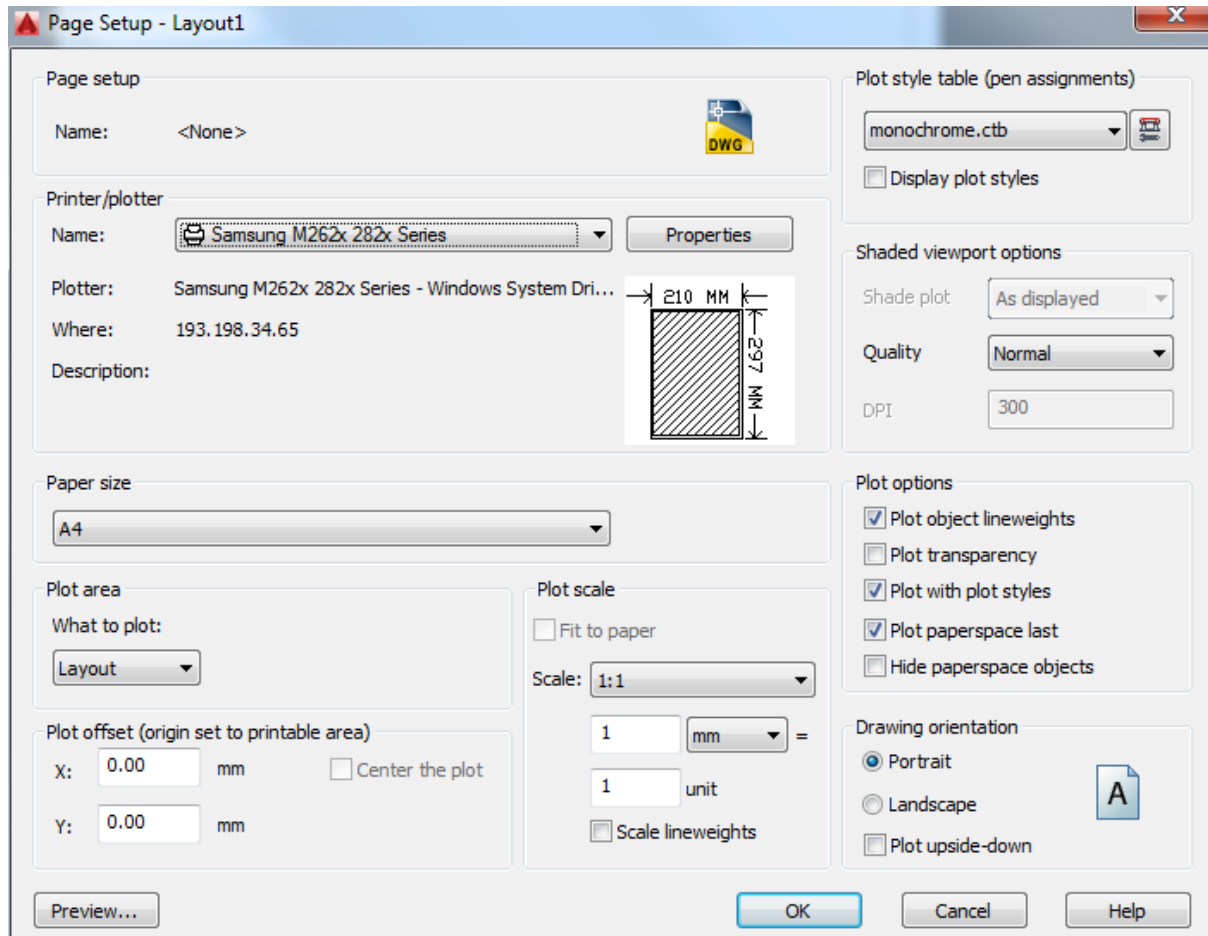 Page Setup - Layout1
Page setup
Name: <None>
DWG
Printer/plotter
Name: Samsung M262x 282x Series Properties
Plotter: Samsung M262x 282x Series - Windows System Dri...
Where: 193.198.34.65
Description:
210 MM
297 MM
Paper size
A4
Plot area
What to plot:
Layout
Plot offset (origin set to printable area)
X: 0.00 mm Center the plot
Y: 0.00 mm
Plot scale
Fit to paper
Scale: 1:1
1 mm =
1 unit
Scale lineweights
Plot style table (pen assignments)
monochrome.ctb
Display plot styles
Shaded viewport options
Shade plot As displayed
Quality Normal
DPI 300
Plot options
Plot object lineweights
Plot transparency
Plot with plot styles
Plot paperspace last
Hide paperspace objects
Drawing orientation
Portrait
Landscape
A
Plot upside-down
Preview... OK Cancel Help